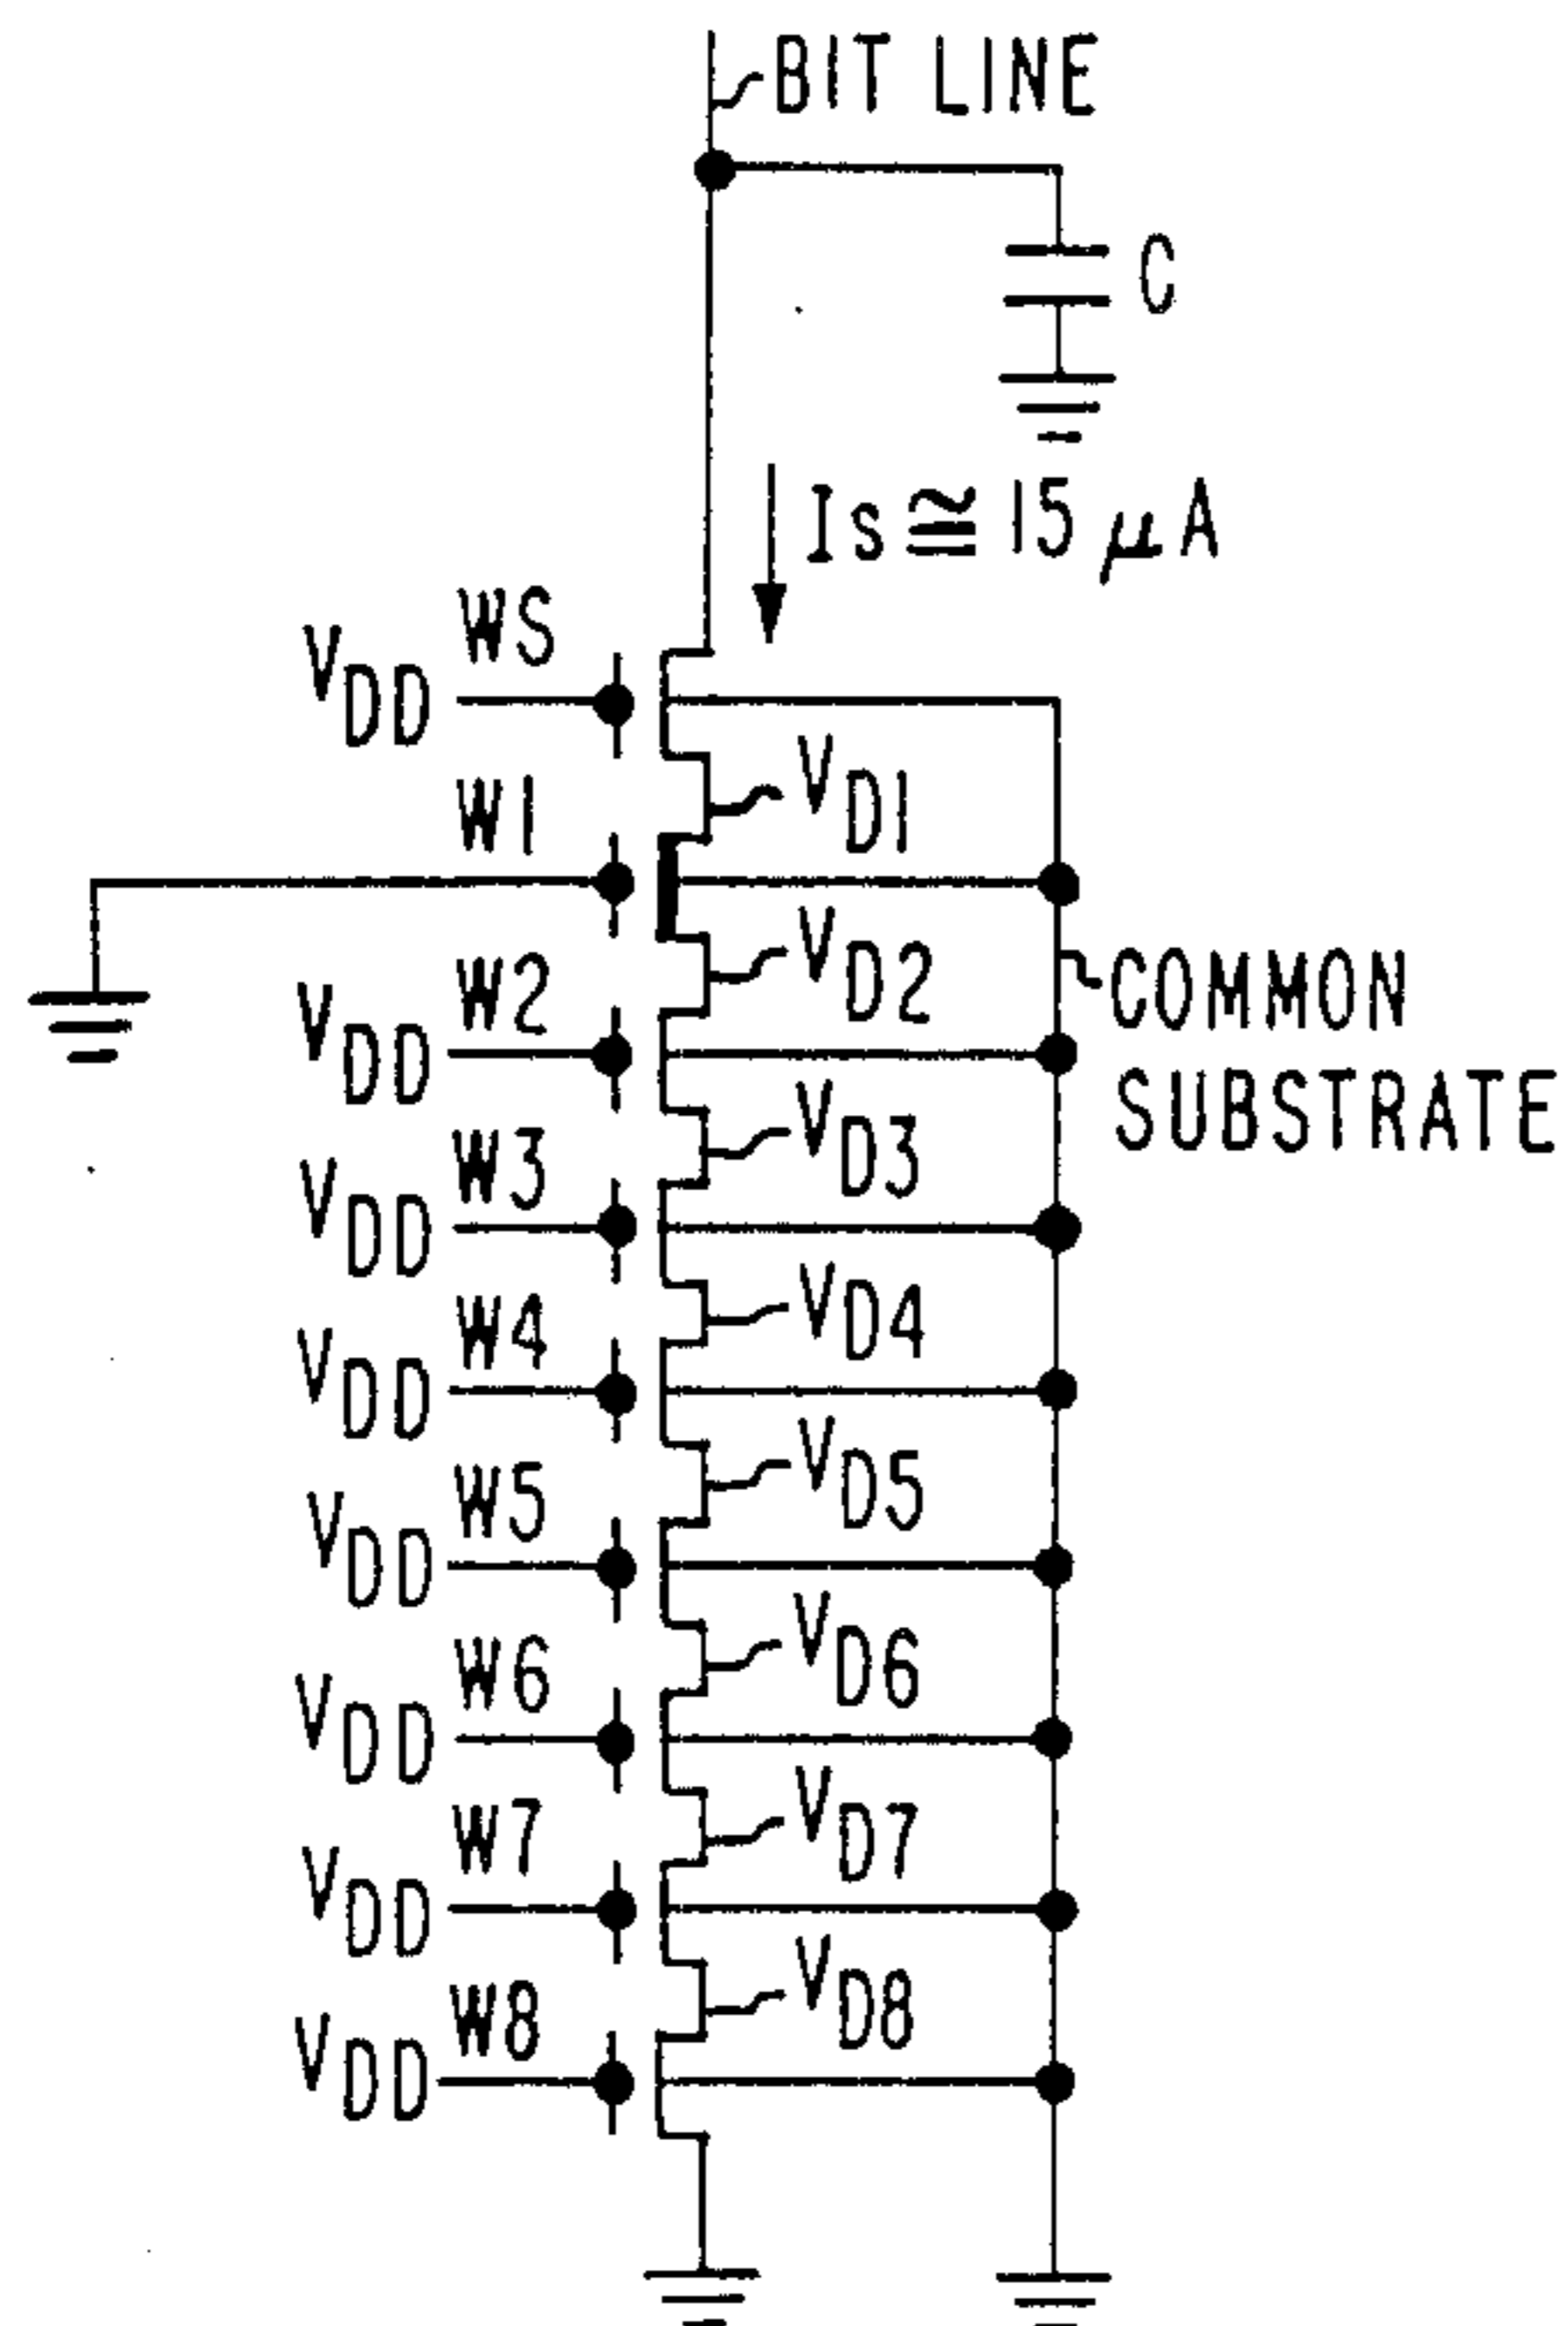 BIT LINE
C
Is ≅ 15 µA
VDD WS
VD1
W1
VD2
COMMON
SUBSTRATE
VDD W2
VD3
VDD W3
VD4
VDD W4
VD5
VDD W5
VD6
VDD W6
VD7
VDD W7
VD8
VDD W8